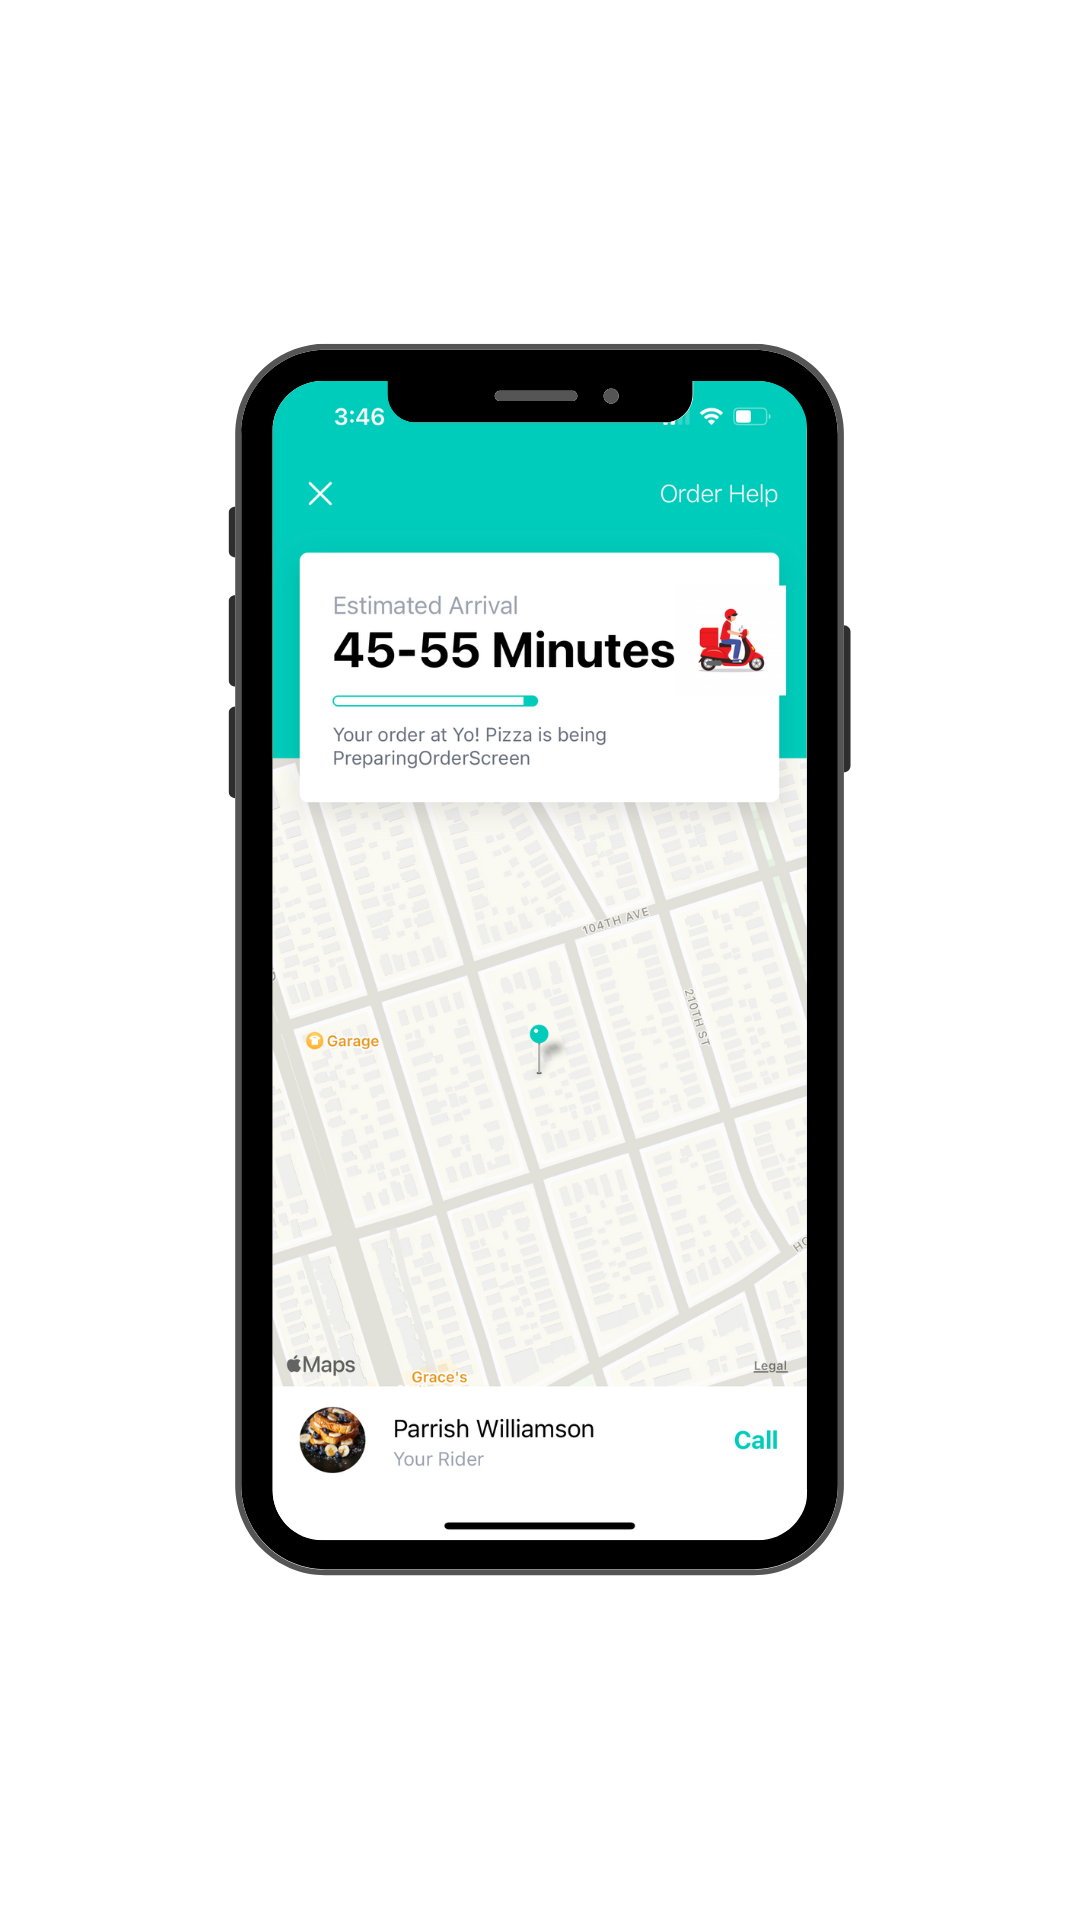 3:46
Order Help
Estimated Arrival
45-55 Minutes
Your order at Yo! Pizza is being
PreparingOrderScreen
104TH AVE
210TH ST
Garage
Maps
Grace's
Legal
Parrish Williamson
Your Rider
Call